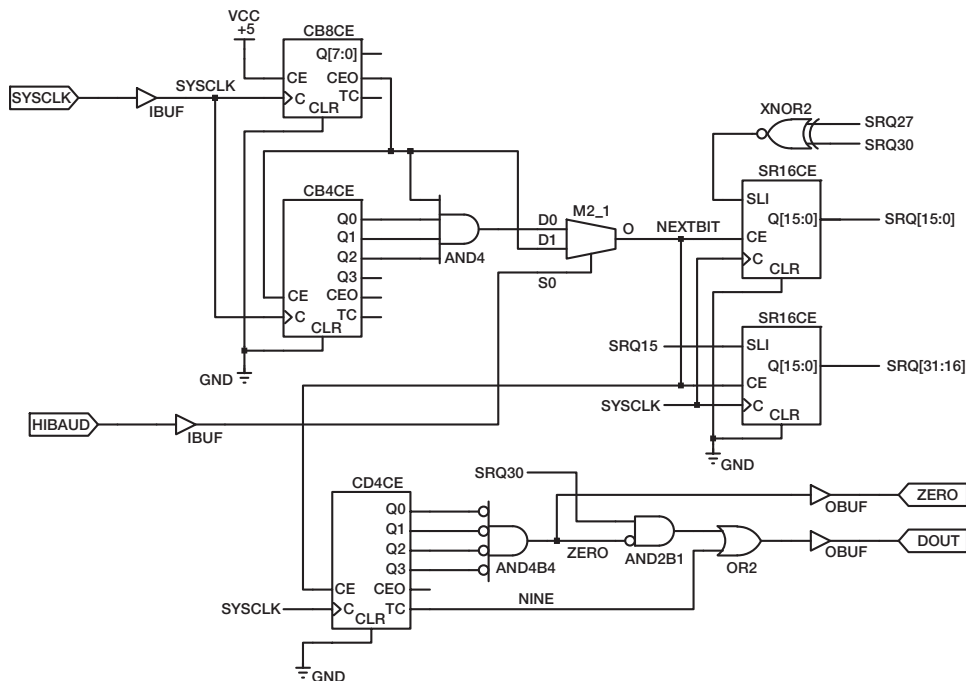 VCC
+5
CB8CE
Q[7:0]
CE
CEO
C
TC
CLR
SYSCLK
SYSCLK
IBUF
XNOR2
SRQ27
SRQ30
CB4CE
Q0
Q1
Q2
Q3
CE
CEO
C
TC
CLR
GND
AND4
D0
D1
M2_1
O
S0
NEXTBIT
SR16CE
SLI
Q[15:0]
CE
C
CLR
SRQ[15:0]
SR16CE
SRQ15
SLI
Q[15:0]
CE
SYSCLK
C
CLR
SRQ[31:16]
GND
HIBAUD
IBUF
SRQ30
CD4CE
Q0
Q1
Q2
Q3
CE
CEO
SYSCLK
C
TC
CLR
GND
AND4B4
ZERO
AND2B1
OR2
NINE
OBUF
ZERO
OBUF
DOUT